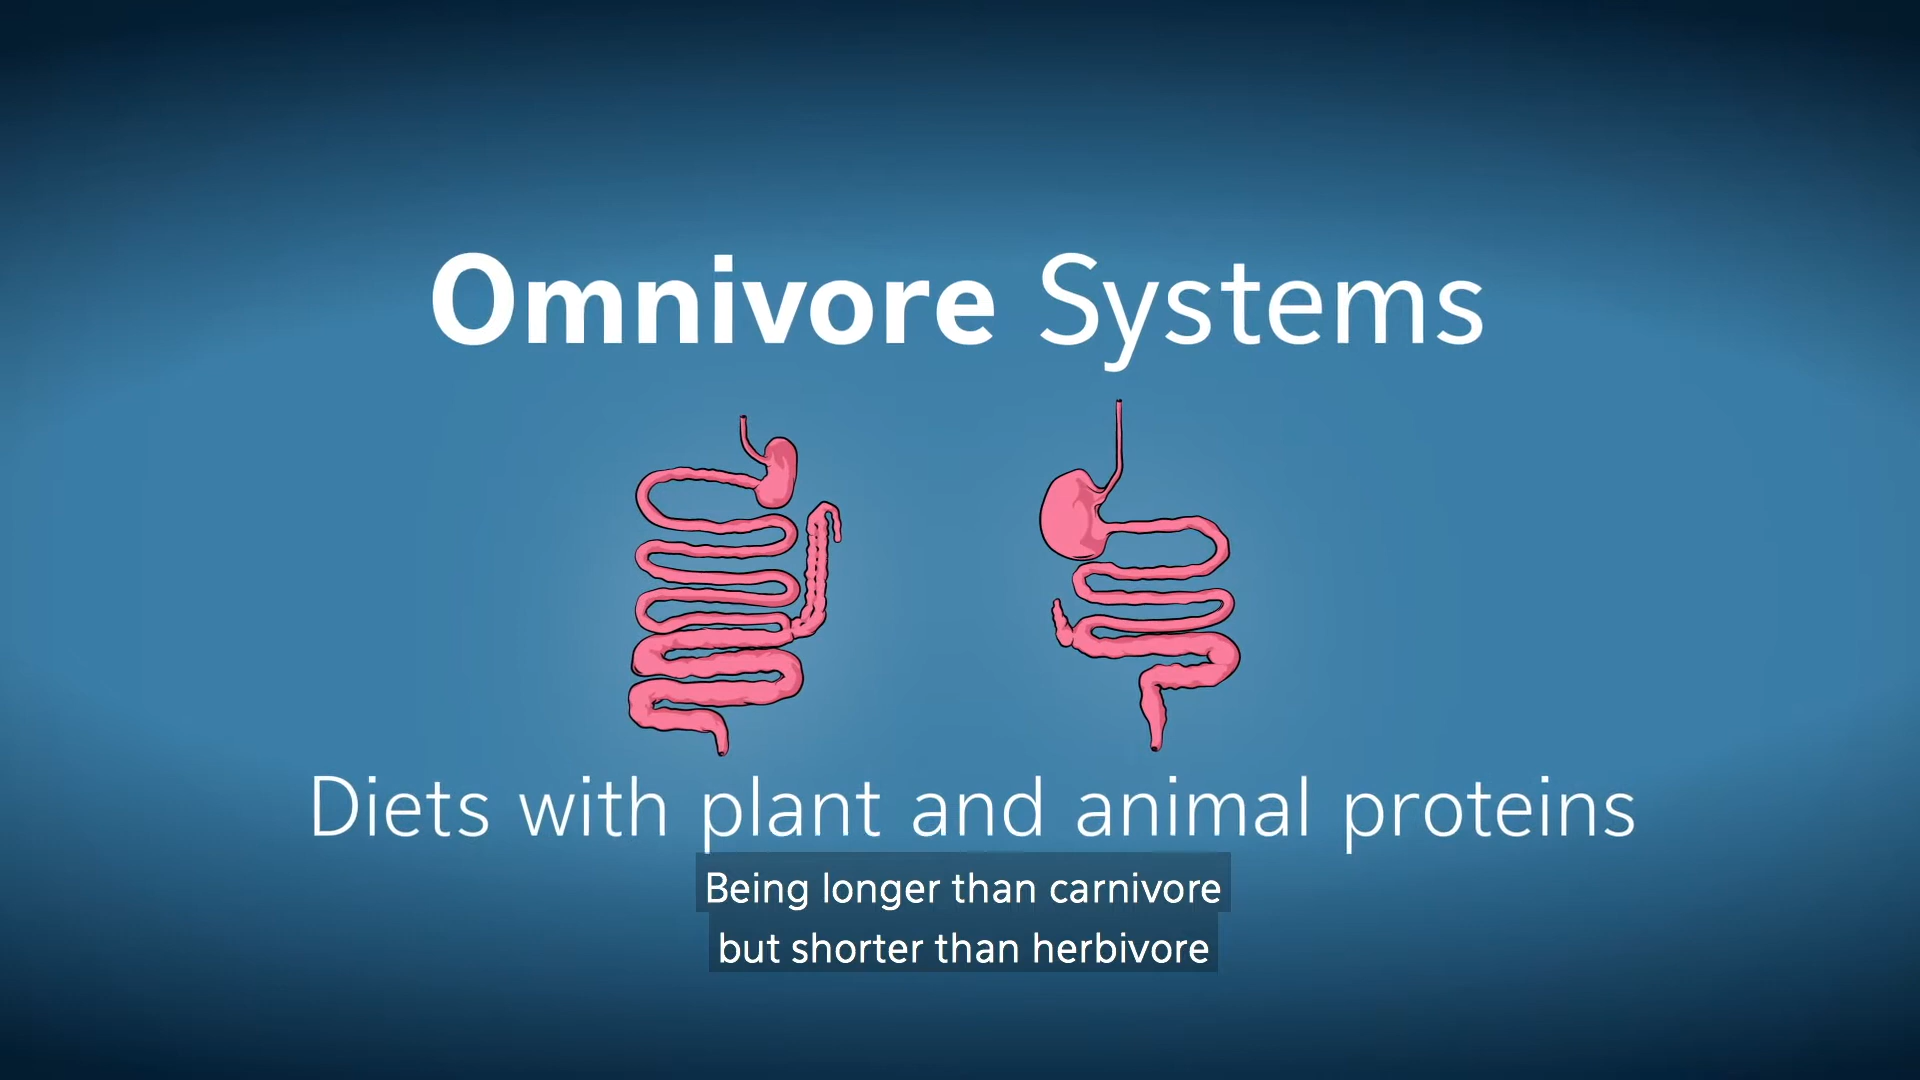 Omnivore Systems
Diets with plant and animal proteins
Being longer than carnivore
but shorter than herbivore